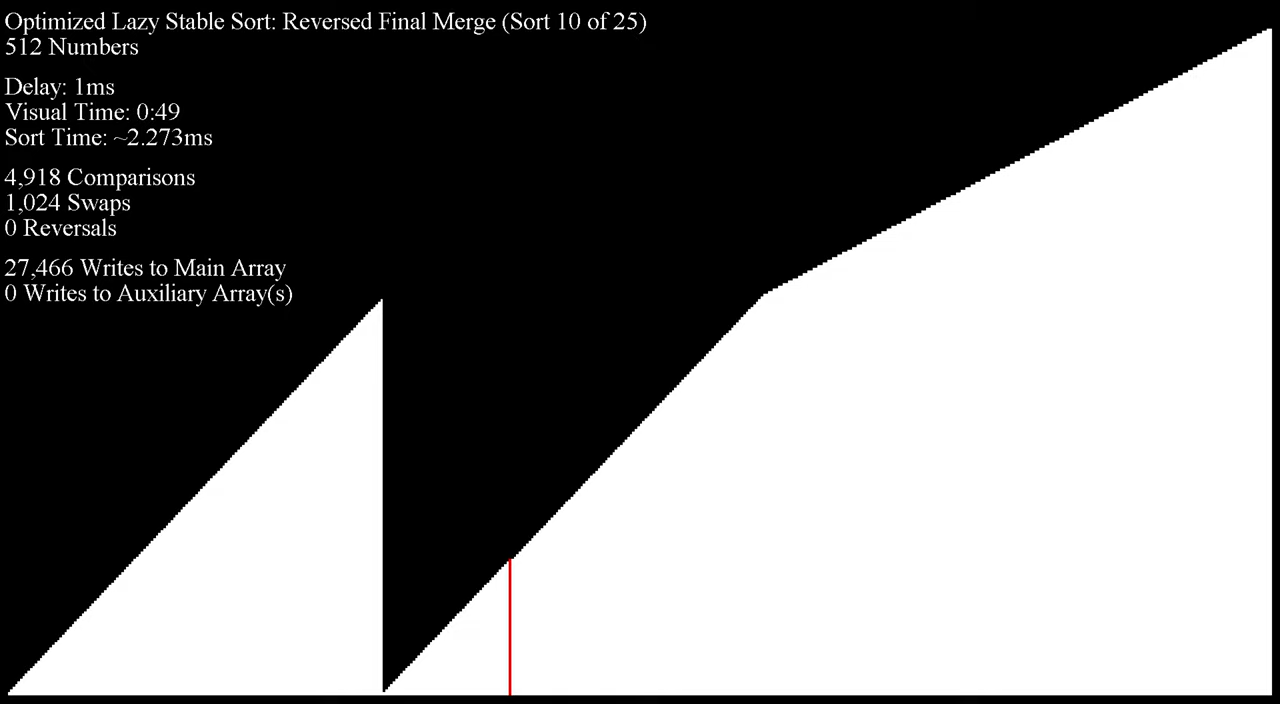 Optimized Lazy Stable Sort: Reversed Final Merge (Sort 10 of 25)
512 Numbers
Delay: 1ms
Visual Time: 0:49
Sort Time: ~2.273ms
4,918 Comparisons
1,024 Swaps
0 Reversals
27,466 Writes to Main Array
0 Writes to Auxiliary Array(s)